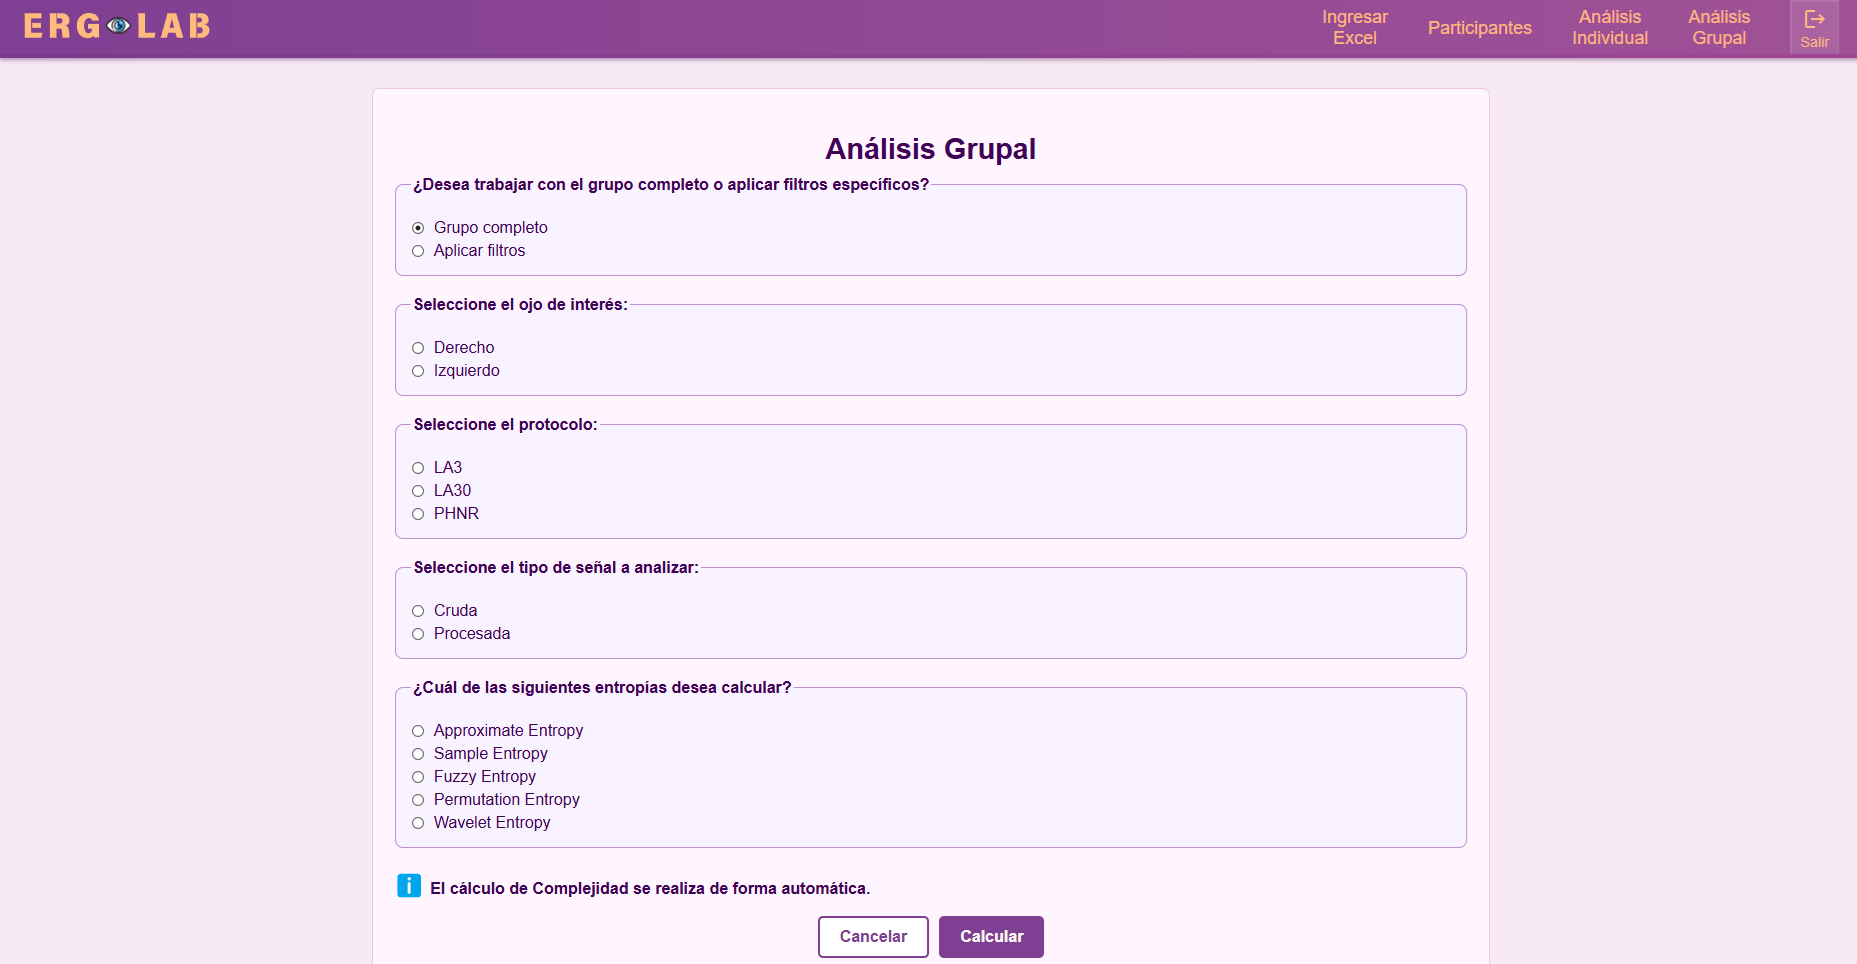 ERG LAB
Ingresar
Excel
Participantes
Análisis
Individual
Análisis
Grupal
Salir
Análisis Grupal
¿Desea trabajar con el grupo completo o aplicar filtros específicos?
Grupo completo
Aplicar filtros
Seleccione el ojo de interés:
Derecho
Izquierdo
Seleccione el protocolo:
LA3
LA30
PHNR
Seleccione el tipo de señal a analizar:
Cruda
Procesada
¿Cuál de las siguientes entropías desea calcular?
Approximate Entropy
Sample Entropy
Fuzzy Entropy
Permutation Entropy
Wavelet Entropy
i El cálculo de Complejidad se realiza de forma automática.
Cancelar
Calcular